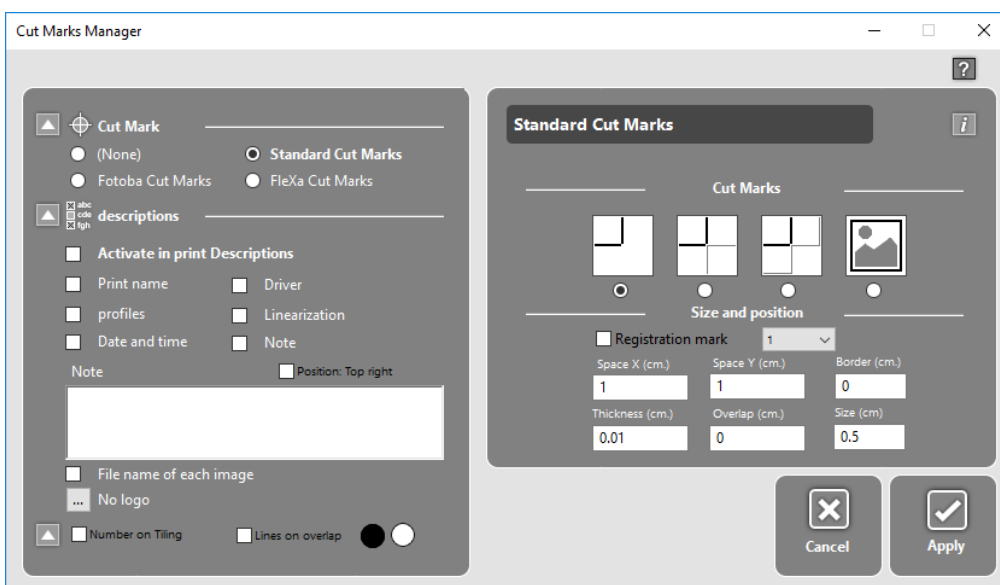 Cut Marks Manager
?
Cut Mark
(None)
Standard Cut Marks
Fotoba Cut Marks
FleXa Cut Marks
abc
cde
fgh
descriptions
Activate in print Descriptions
Print name
Driver
profiles
Linearization
Date and time
Note
Note
Position: Top right
File name of each image
... No logo
Number on Tiling
Lines on overlap
Standard Cut Marks
i
Cut Marks
Size and position
Registration mark
1
Space X (cm.)
Space Y (cm.)
Border (cm.)
1
1
0
Thickness (cm.)
Overlap (cm.)
Size (cm)
0.01
0
0.5
Cancel
Apply